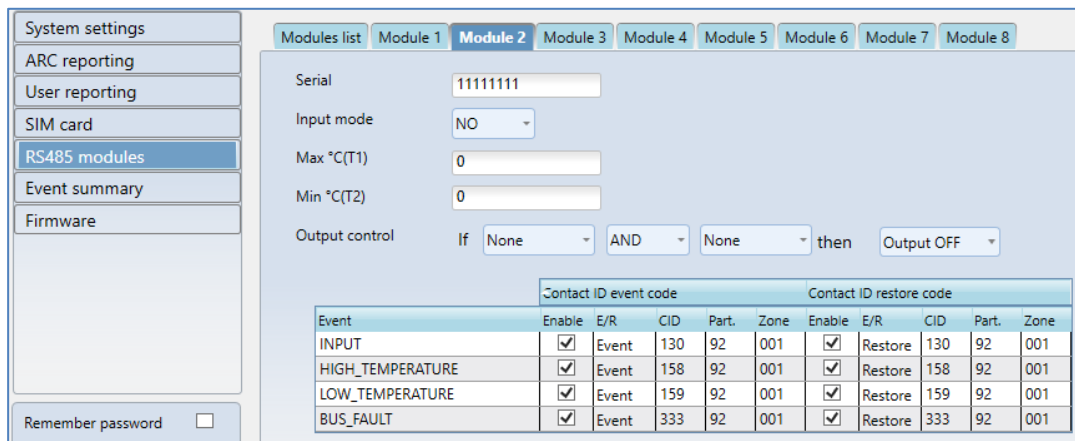 System settings
ARC reporting
User reporting
SIM card
RS485 modules
Event summary
Firmware
Remember password
Modules list Module 1 Module 2 Module 3 Module 4 Module 5 Module 6 Module 7 Module 8
Serial 11111111
Input mode NO
Max °C(T1) 0
Min °C(T2) 0
Output control If None AND None then Output OFF
Contact ID event code Contact ID restore code
Event Enable E/R CID Part. Zone Enable E/R CID Part. Zone
INPUT Event 130 92 001 Restore 130 92 001
HIGH_TEMPERATURE Event 158 92 001 Restore 158 92 001
LOW_TEMPERATURE Event 159 92 001 Restore 159 92 001
BUS_FAULT Event 333 92 001 Restore 333 92 001